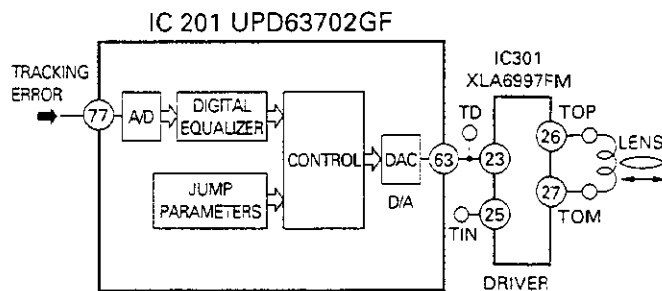 IC 201 UPD63702GF
IC301
XLA6997FM
TRACKING
ERROR
77
A/D
DIGITAL
EQUALIZER
JUMP
PARAMETERS
CONTROL
DAC
D/A
63
TD
23
25
TIN
26
27
TOP
TOM
LENS
DRIVER